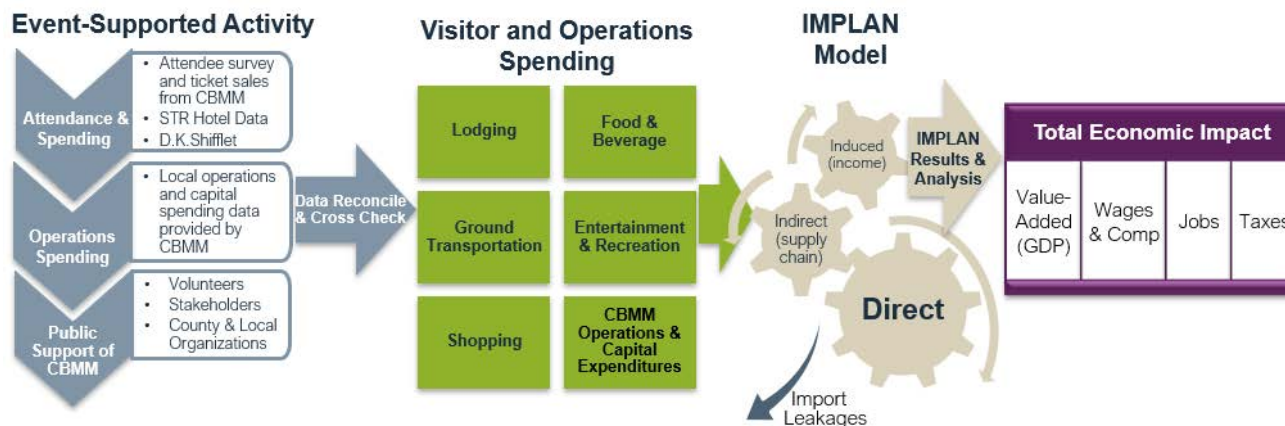 Event-Supported Activity
Attendance &
Spending
• Attendee survey
and ticket sales
from CBMM
• STR Hotel Data
• D.K.Shifflet
Operations
Spending
• Local operations
and capital
spending data
provided by
CBMM
Public
Support of
CBMM
• Volunteers
• Stakeholders
• County & Local
Organizations
Data Reconcile
& Cross Check
Visitor and Operations
Spending
Lodging
Food &
Beverage
Ground
Transportation
Entertainment
& Recreation
Shopping
CBMM
Operations &
Capital
Expenditures
IMPLAN
Model
Induced
(income)
Indirect
(supply
chain)
Direct
Import
Leakages
IMPLAN
Results &
Analysis
Total Economic Impact
Value-
Added
(GDP)
Wages
& Comp
Jobs
Taxes